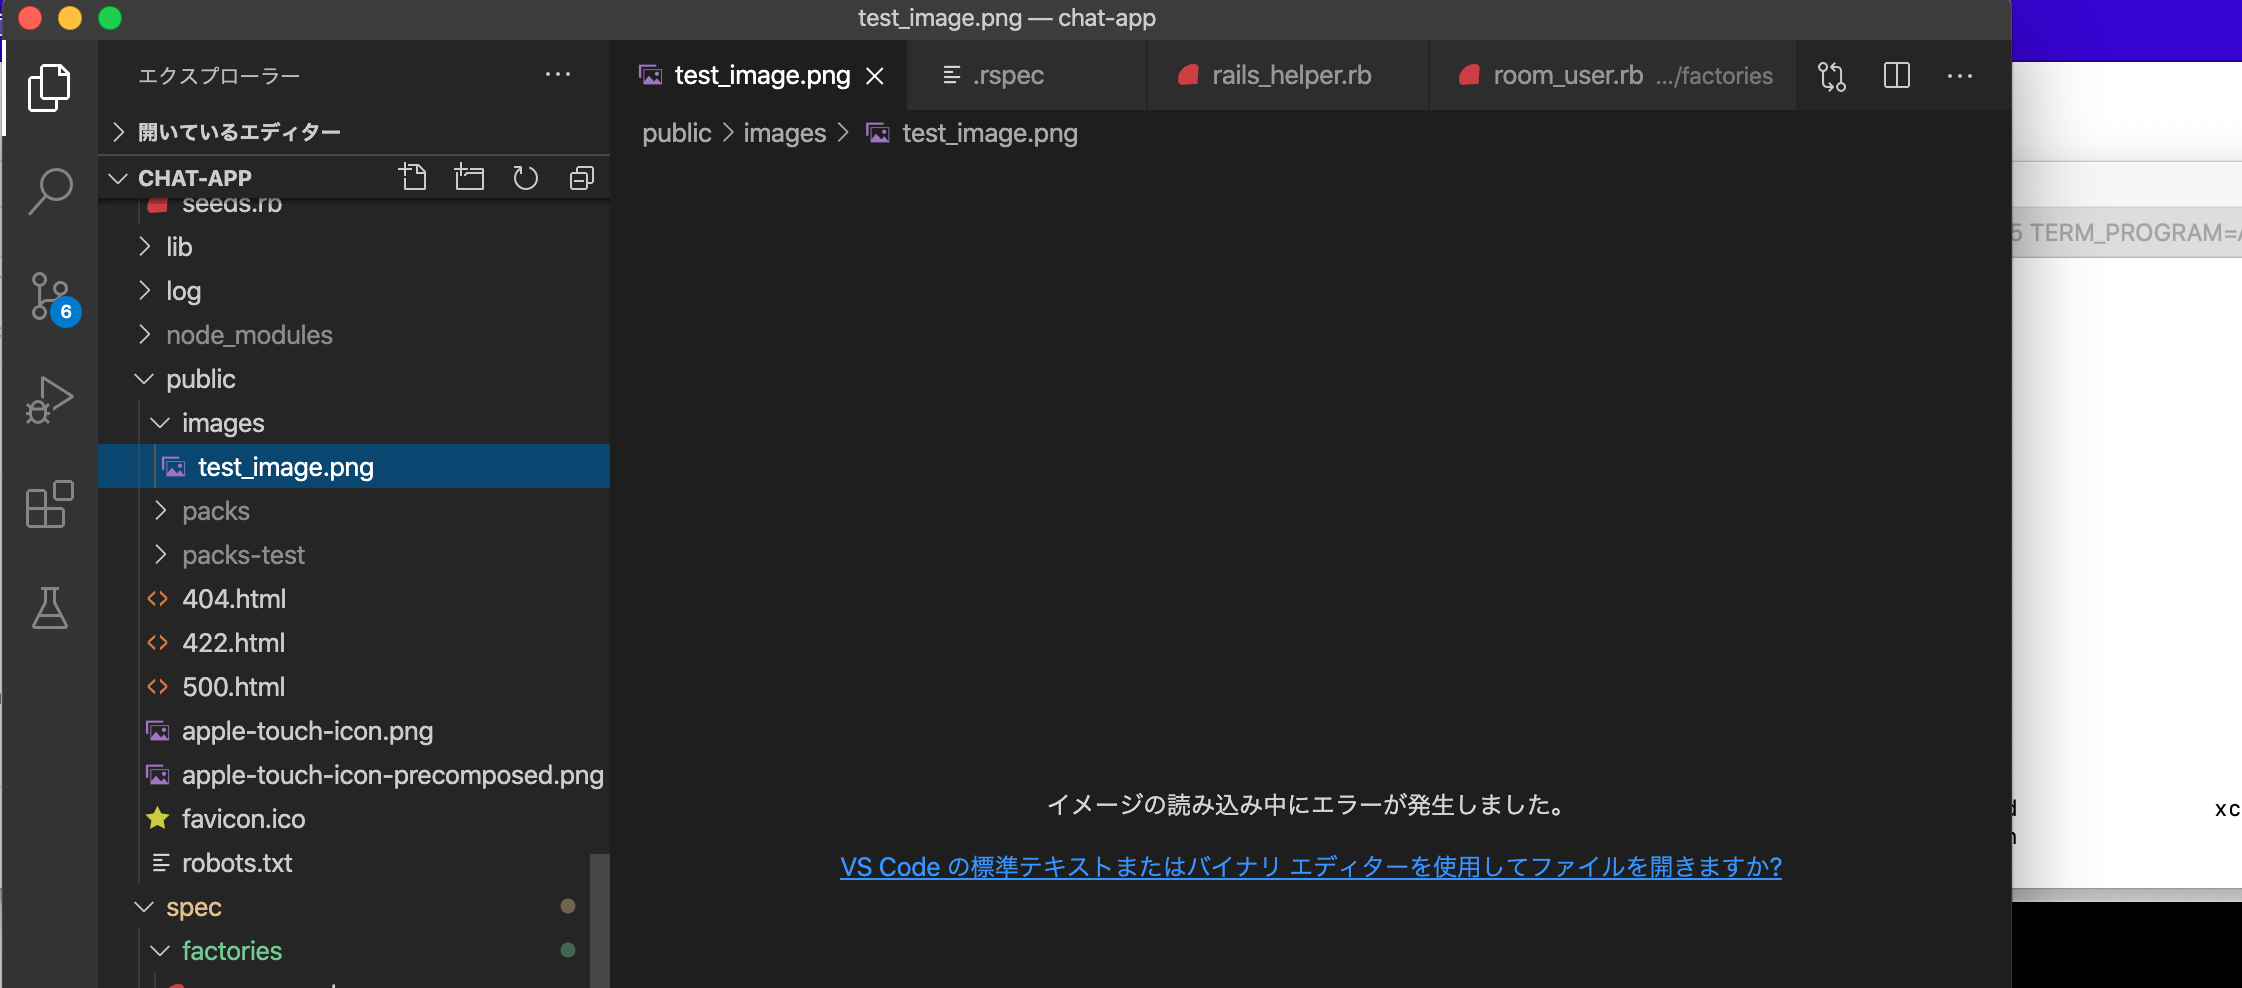 test_image.png — chat-app
エクスプローラー
開いているエディター
CHAT-APP
seeds.rb
lib
log
node_modules
public
images
test_image.png
packs
packs-test
404.html
422.html
500.html
apple-touch-icon.png
apple-touch-icon-precomposed.png
favicon.ico
robots.txt
spec
factories
6
test_image.png
.rspec
rails_helper.rb
room_user.rb .../factories
public > images > test_image.png
イメージの読み込み中にエラーが発生しました。
VS Code の標準テキストまたはバイナリ エディターを使用してファイルを開きますか?
5 TERM_PROGRAM=
xc